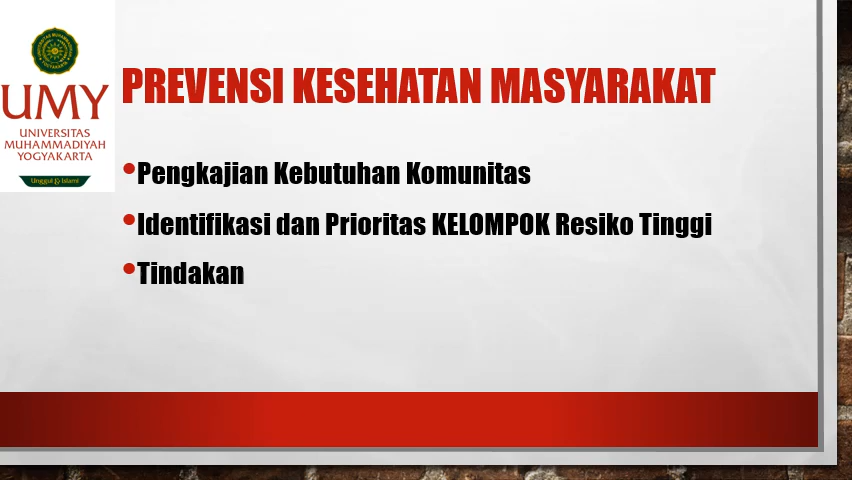 UMY
UNIVERSITAS
MUHAMMADIYAH
YOGYAKARTA
Unggul & Islami
PREVENSI KESEHATAN MASYARAKAT
•Pengkajian Kebutuhan Komunitas
•Identifikasi dan Prioritas KELOMPOK Resiko Tinggi
•Tindakan